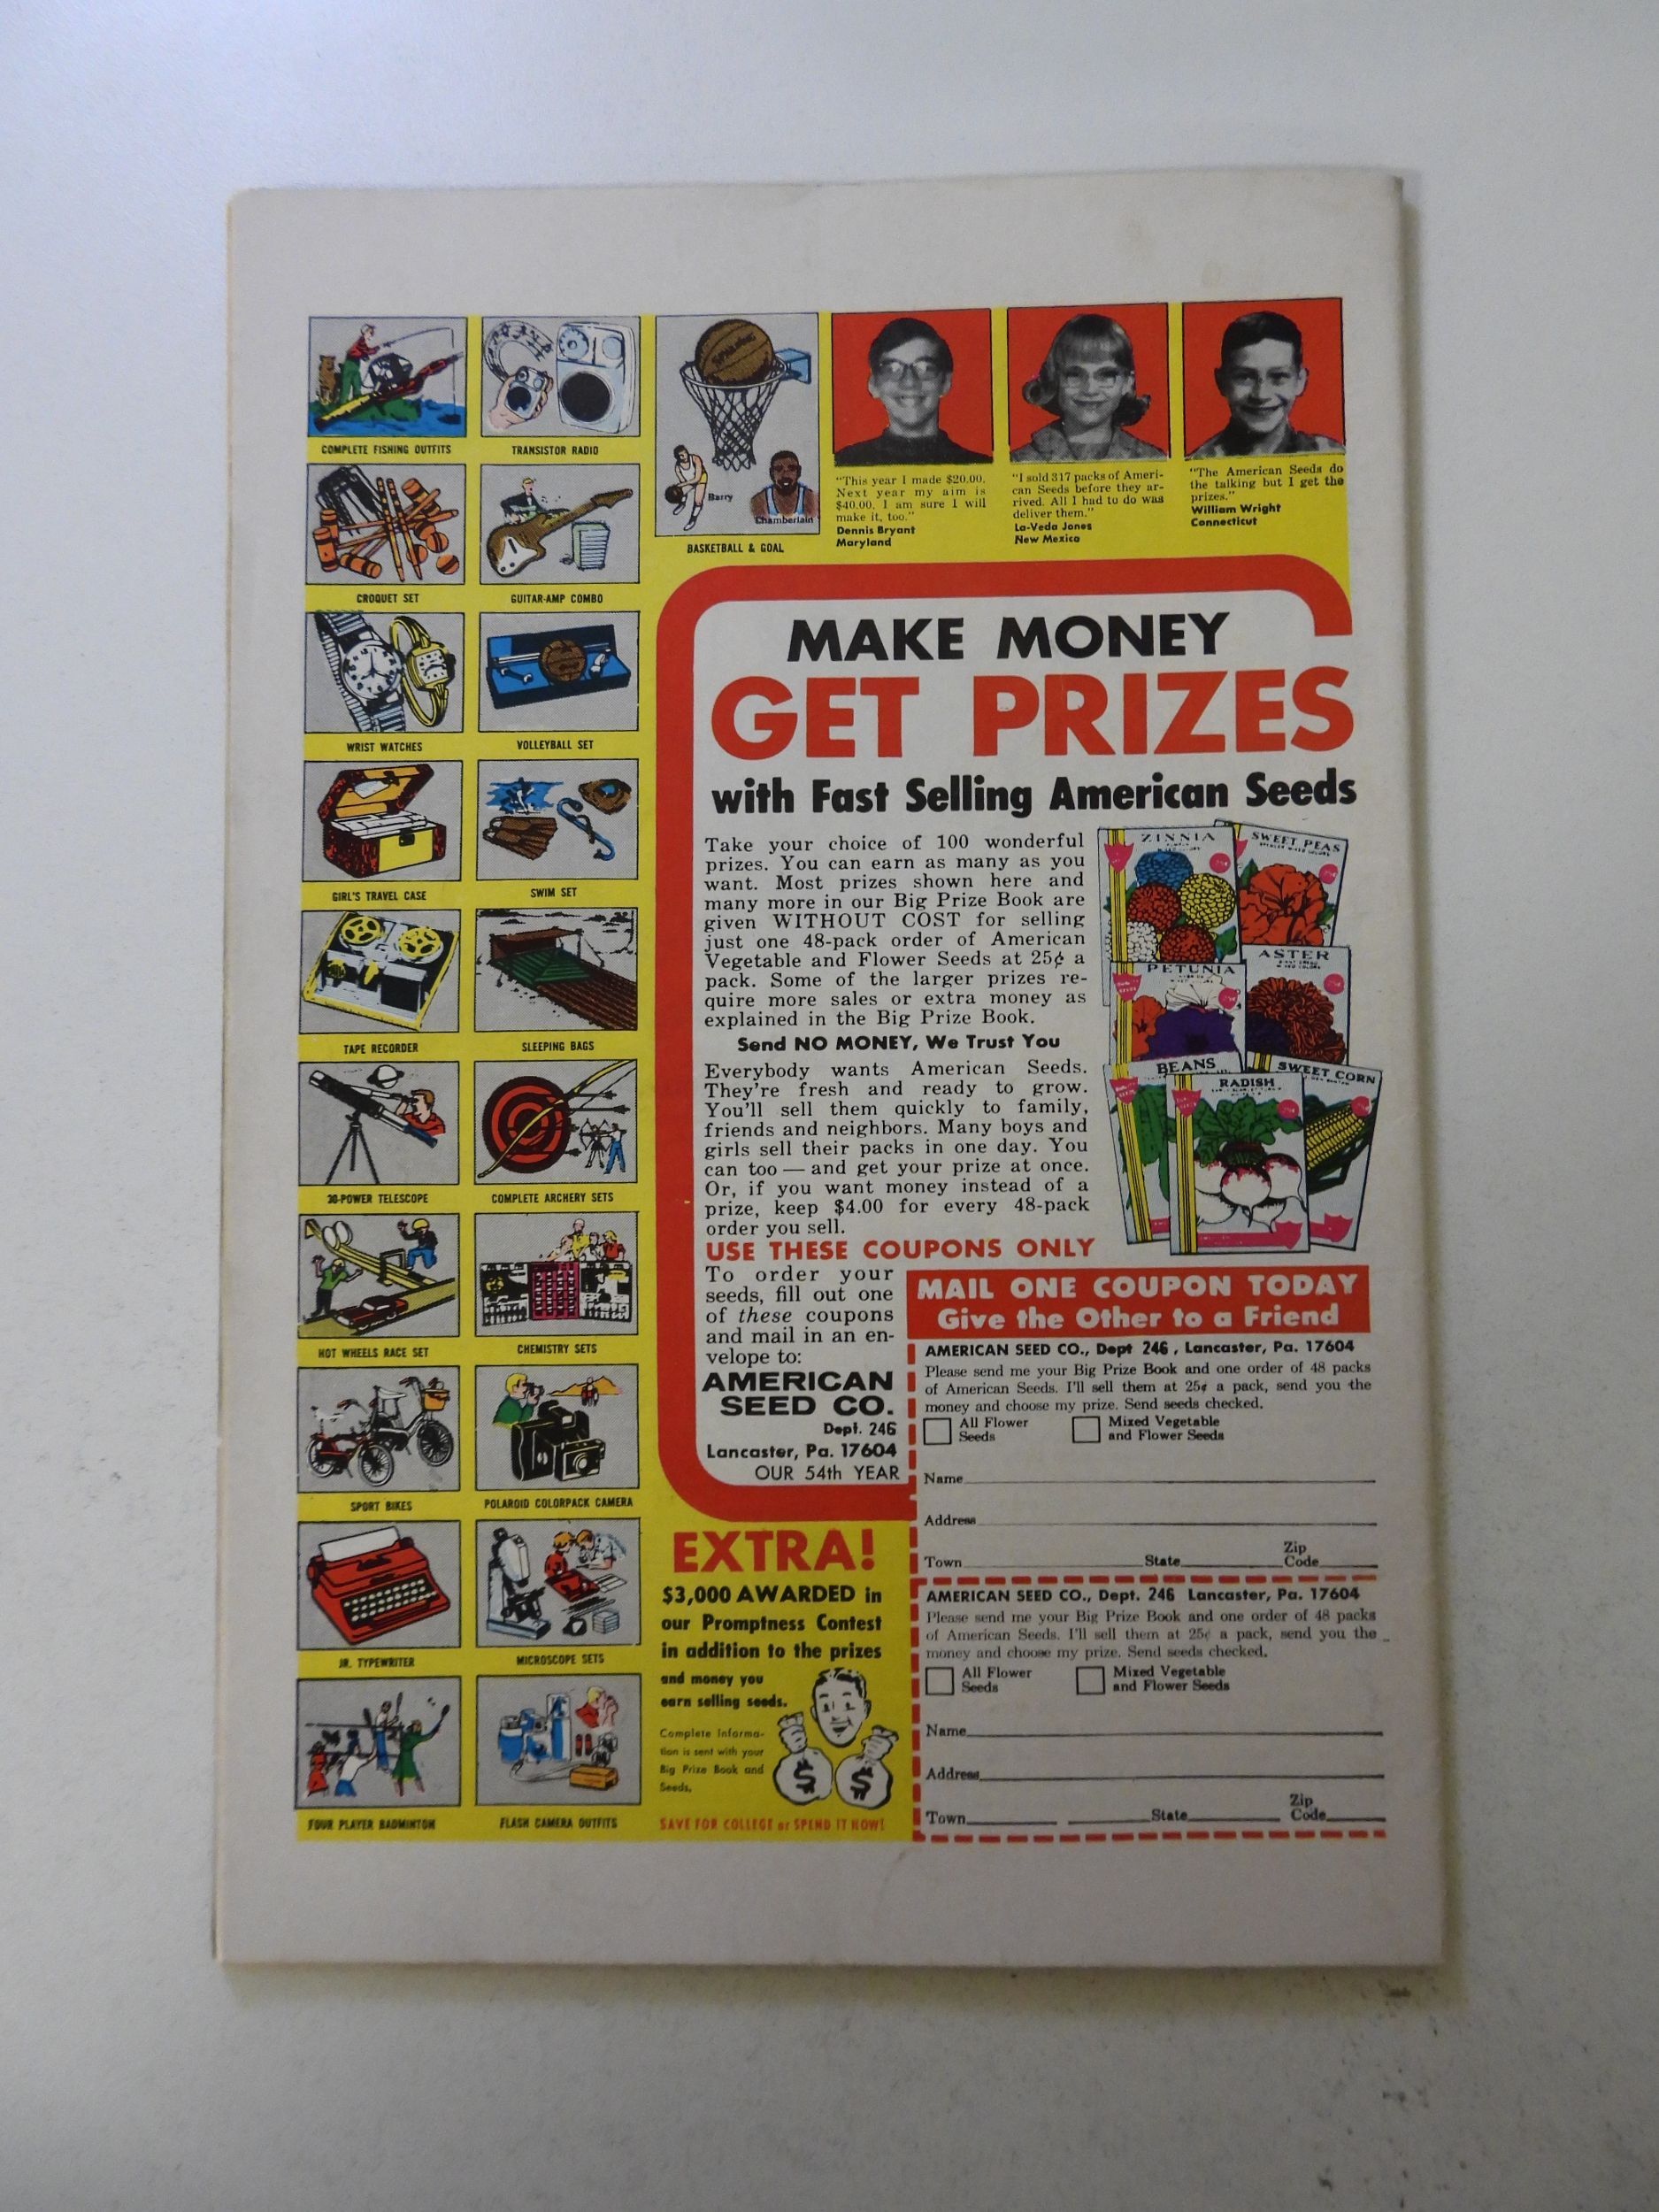 COMPLETE FISHING OUTFITS
TRANSISTOR RADIO
CROQUET SET
GUITAR-AMP COMBO
WRIST WATCHES
VOLLEYBALL SET
GIRL'S TRAVEL CASE
SWIM SET
TAPE RECORDER
SLEEPING BAGS
30-POWER TELESCOPE
COMPLETE ARCHERY SETS
HOT WHEELS RACE SET
CHEMISTRY SETS
SPORT BIKES
POLAROID COLORPACK CAMERA
JR. TYPEWRITER
MICROSCOPE SETS
FOUR PLAYER BADMINTON
FLASH CAMERA OUTFITS
SPALDING
Barry
Chamberlain
BASKETBALL & GOAL
"This year I made $20.00.
Next year my aim is
$40.00. I am sure I will
make it, too."
Dennis Bryant
Maryland
"I sold 317 packs of Ameri-
can Seeds before they ar-
rived. All I had to do was
deliver them."
La-Veda Jones
New Mexico
"The American Seeds do
the talking but I get the
prizes."
William Wright
Connecticut
MAKE MONEY
GET PRIZES
with Fast Selling American Seeds
Take your choice of 100 wonderful
prizes. You can earn as many as you
want. Most prizes shown here and
many more in our Big Prize Book are
given WITHOUT COST for selling
just one 48-pack order of American
Vegetable and Flower Seeds at 25¢ a
pack. Some of the larger prizes re-
quire more sales or extra money as
explained in the Big Prize Book.
Send NO MONEY, We Trust You
Everybody wants American Seeds.
They're fresh and ready to grow.
You'll sell them quickly to family,
friends and neighbors. Many boys and
girls sell their packs in one day. You
can too — and get your prize at once.
Or, if you want money instead of a
prize, keep $4.00 for every 48-pack
order you sell.
ZINNIA
SWEET PEAS
PETUNIA
ASTER
BEANS
RADISH
SWEET CORN
USE THESE COUPONS ONLY
To order your
seeds, fill out one
of these coupons
and mail in an en-
velope to:
AMERICAN
SEED CO.
Dept. 246
Lancaster, Pa. 17604
OUR 54th YEAR
MAIL ONE COUPON TODAY
Give the Other to a Friend
AMERICAN SEED CO., Dept 246, Lancaster, Pa. 17604
Please send me your Big Prize Book and one order of 48 packs
of American Seeds. I'll sell them at 25¢ a pack, send you the
money and choose my prize. Send seeds checked.
All Flower Seeds
Mixed Vegetable and Flower Seeds
Name
Address
Town State Zip Code
AMERICAN SEED CO., Dept. 246 Lancaster, Pa. 17604
Please send me your Big Prize Book and one order of 48 packs
of American Seeds. I'll sell them at 25¢ a pack, send you the
money and choose my prize. Send seeds checked.
All Flower Seeds
Mixed Vegetable and Flower Seeds
Name
Address
Town State Zip Code
EXTRA!
$3,000 AWARDED in
our Promptness Contest
in addition to the prizes
and money you
earn selling seeds.
Complete Informa-
tion is sent with your
Big Prize Book and
Seeds.
$ $
SAVE FOR COLLEGE or SPEND IT NOW!